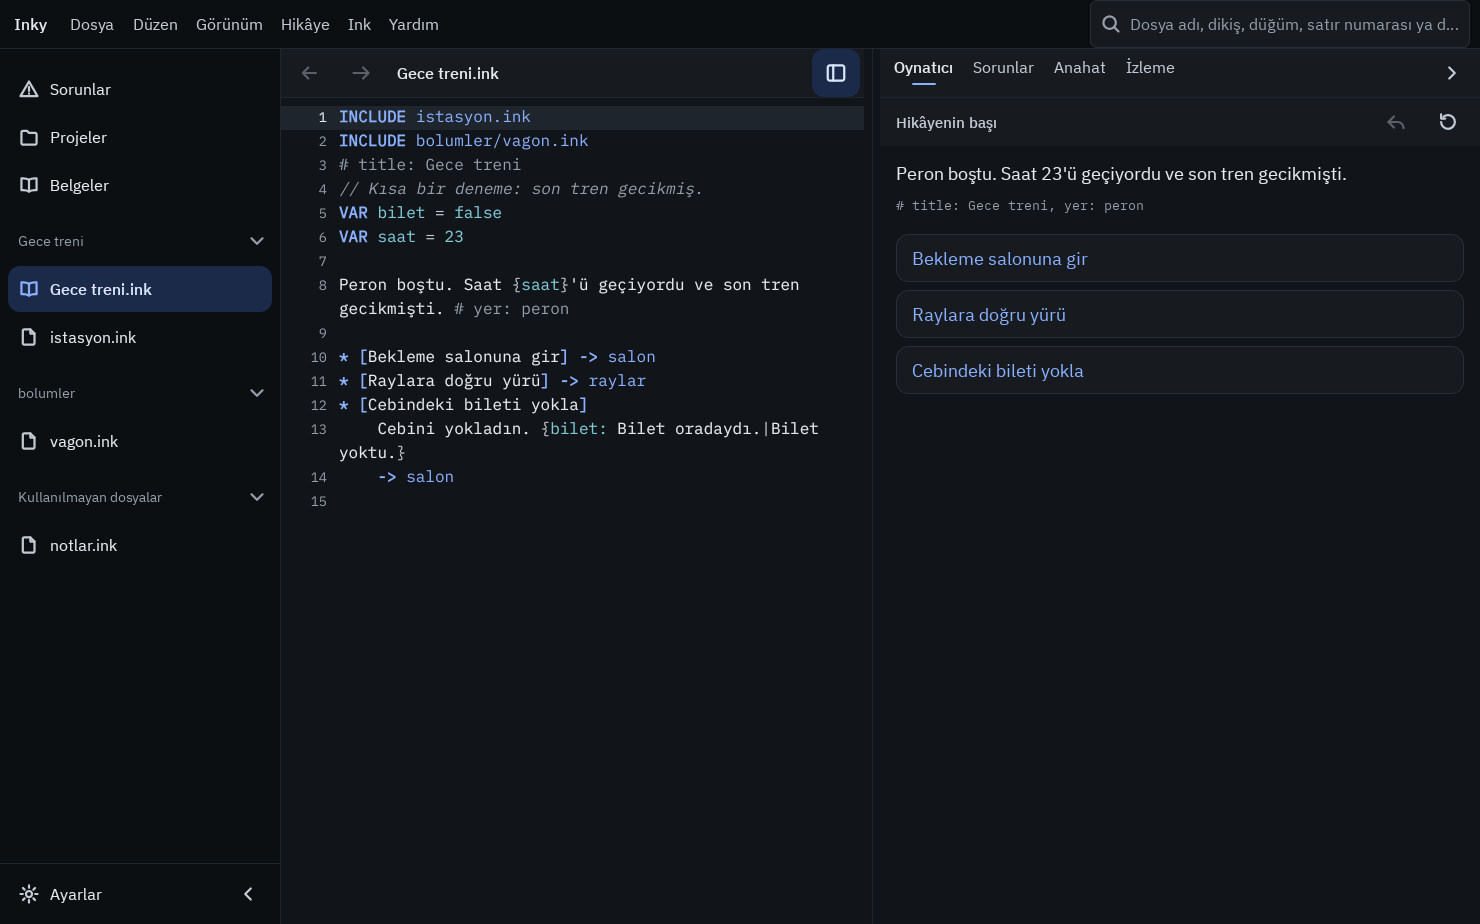 Inky Dosya Düzen Görünüm Hikâye Ink Yardım
Dosya adı, dikiş, düğüm, satır numarası ya d...
Sorunlar
Projeler
Belgeler
Gece treni
Gece treni.ink
istasyon.ink
bolumler
vagon.ink
Kullanılmayan dosyalar
notlar.ink
Ayarlar
Gece treni.ink
1 INCLUDE istasyon.ink
2 INCLUDE bolumler/vagon.ink
3 # title: Gece treni
4 // Kısa bir deneme: son tren gecikmiş.
5 VAR bilet = false
6 VAR saat = 23
7
8 Peron boştu. Saat {saat}'ü geçiyordu ve son tren
gecikmişti. # yer: peron
9
10 * [Bekleme salonuna gir] -> salon
11 * [Raylara doğru yürü] -> raylar
12 * [Cebindeki bileti yokla]
13     Cebini yokladın. {bilet: Bilet oradaydı.|Bilet
yoktu.}
14     -> salon
15
Oynatıcı Sorunlar Anahat İzleme
Hikâyenin başı
Peron boştu. Saat 23'ü geçiyordu ve son tren gecikmişti.
# title: Gece treni, yer: peron
Bekleme salonuna gir
Raylara doğru yürü
Cebindeki bileti yokla